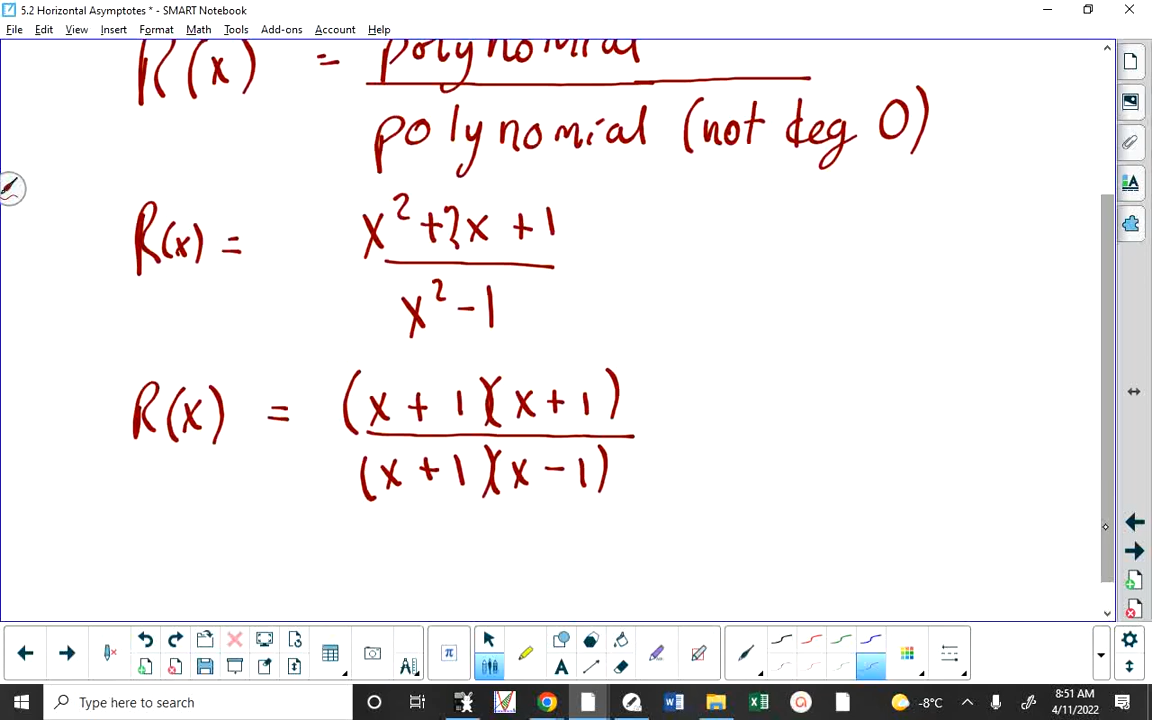 5.2 Horizontal Asymptotes * - SMART Notebook
File Edit View Insert Format Math Tools Add-ons Account Help
R(x) = polynomial
polynomial (not deg 0)
R(x) = x² + 2x + 1
x² - 1
R(x) = (x + 1)(x + 1)
(x + 1)(x - 1)
π
A
Type here to search
-8°C
8:51 AM
4/11/2022